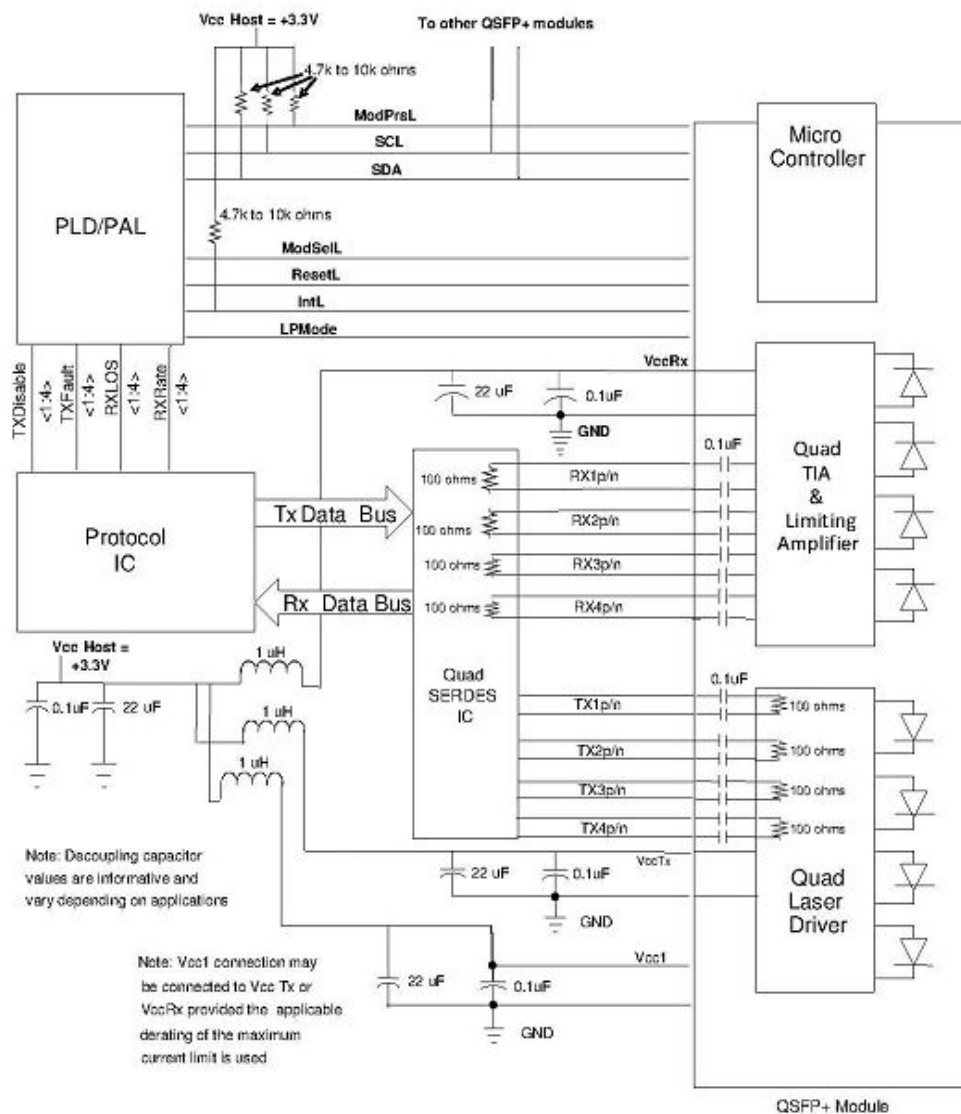 Vcc Host = +3.3V
To other QSFP+ modules
4.7k to 10k ohms
ModPrsL
SCL
SDA
PLD/PAL
Micro
Controller
4.7k to 10k ohms
ModSelL
ResetL
IntL
LPMode
TXDisable
<1:4>
TXFault
<1:4>
RXLOS
<1:4>
RXRate
<1:4>
VccRx
22 uF
0.1uF
GND
0.1uF
Quad
TIA
&
Limiting
Amplifier
100 ohms
RX1p/n
100 ohms
RX2p/n
100 ohms
RX3p/n
100 ohms
RX4p/n
Tx Data Bus
Protocol
IC
Rx Data Bus
Quad
SERDES
IC
Vcc Host =
+3.3V
0.1uF
22 uF
1 uH
1 uH
1 uH
0.1uF
TX1p/n
100 ohms
TX2p/n
100 ohms
TX3p/n
100 ohms
TX4p/n
100 ohms
VccTx
22 uF
0.1uF
GND
Quad
Laser
Driver
Note: Decoupling capacitor
values are informative and
vary depending on applications
Note: Vcc1 connection may
be connected to Vcc Tx or
VccRx provided the applicable
derating of the maximum
current limit is used
Vcc1
22 uF
0.1uF
GND
QSFP+ Module